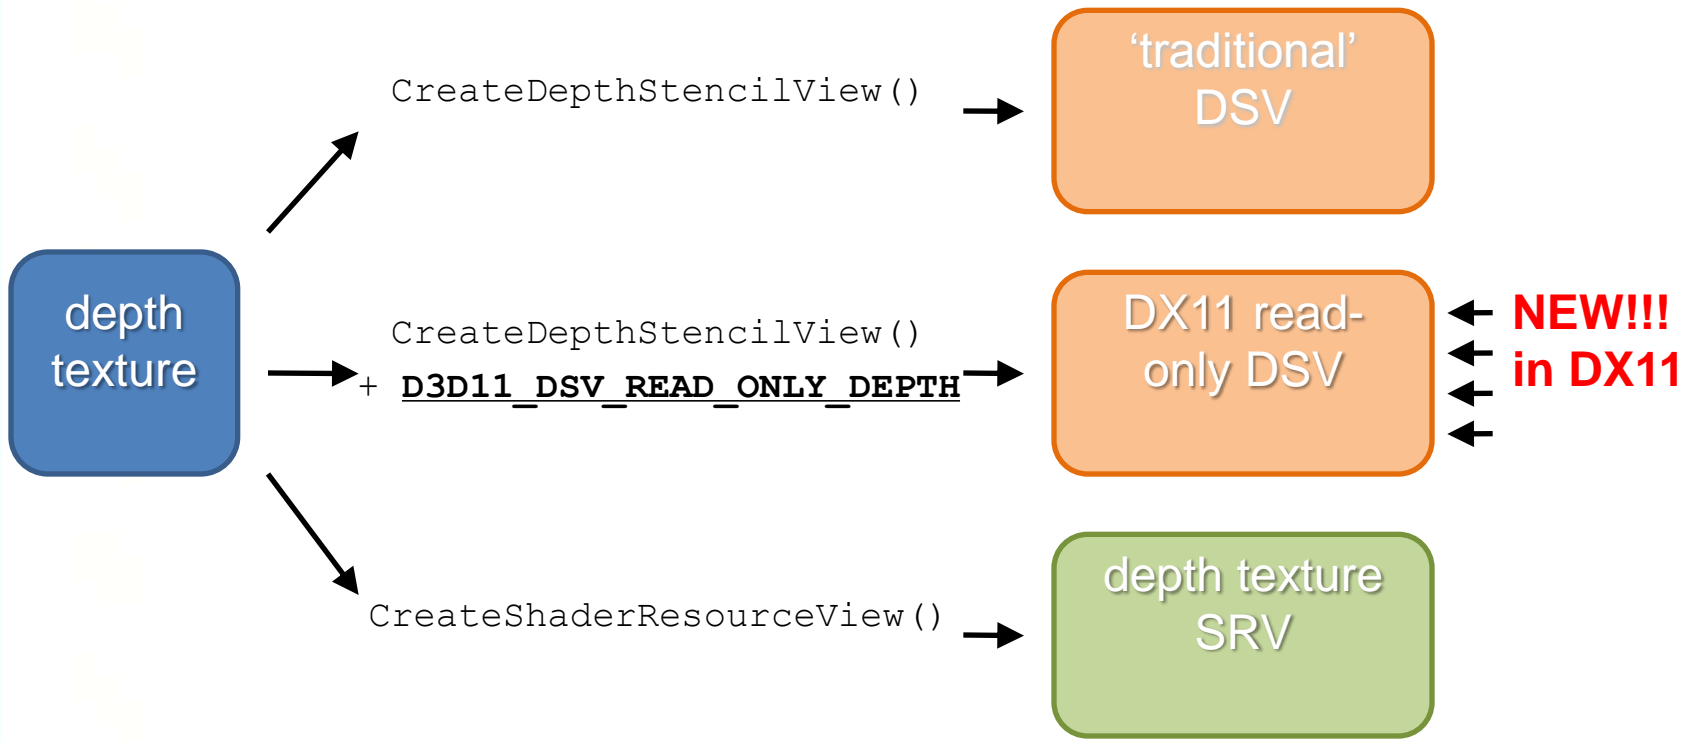 CreateDepthStencilView()
‘traditional’
DSV
depth
texture
CreateDepthStencilView()
+ D3D11_DSV_READ_ONLY_DEPTH
DX11 read-
only DSV
NEW!!!
in DX11
CreateShaderResourceView()
depth texture
SRV